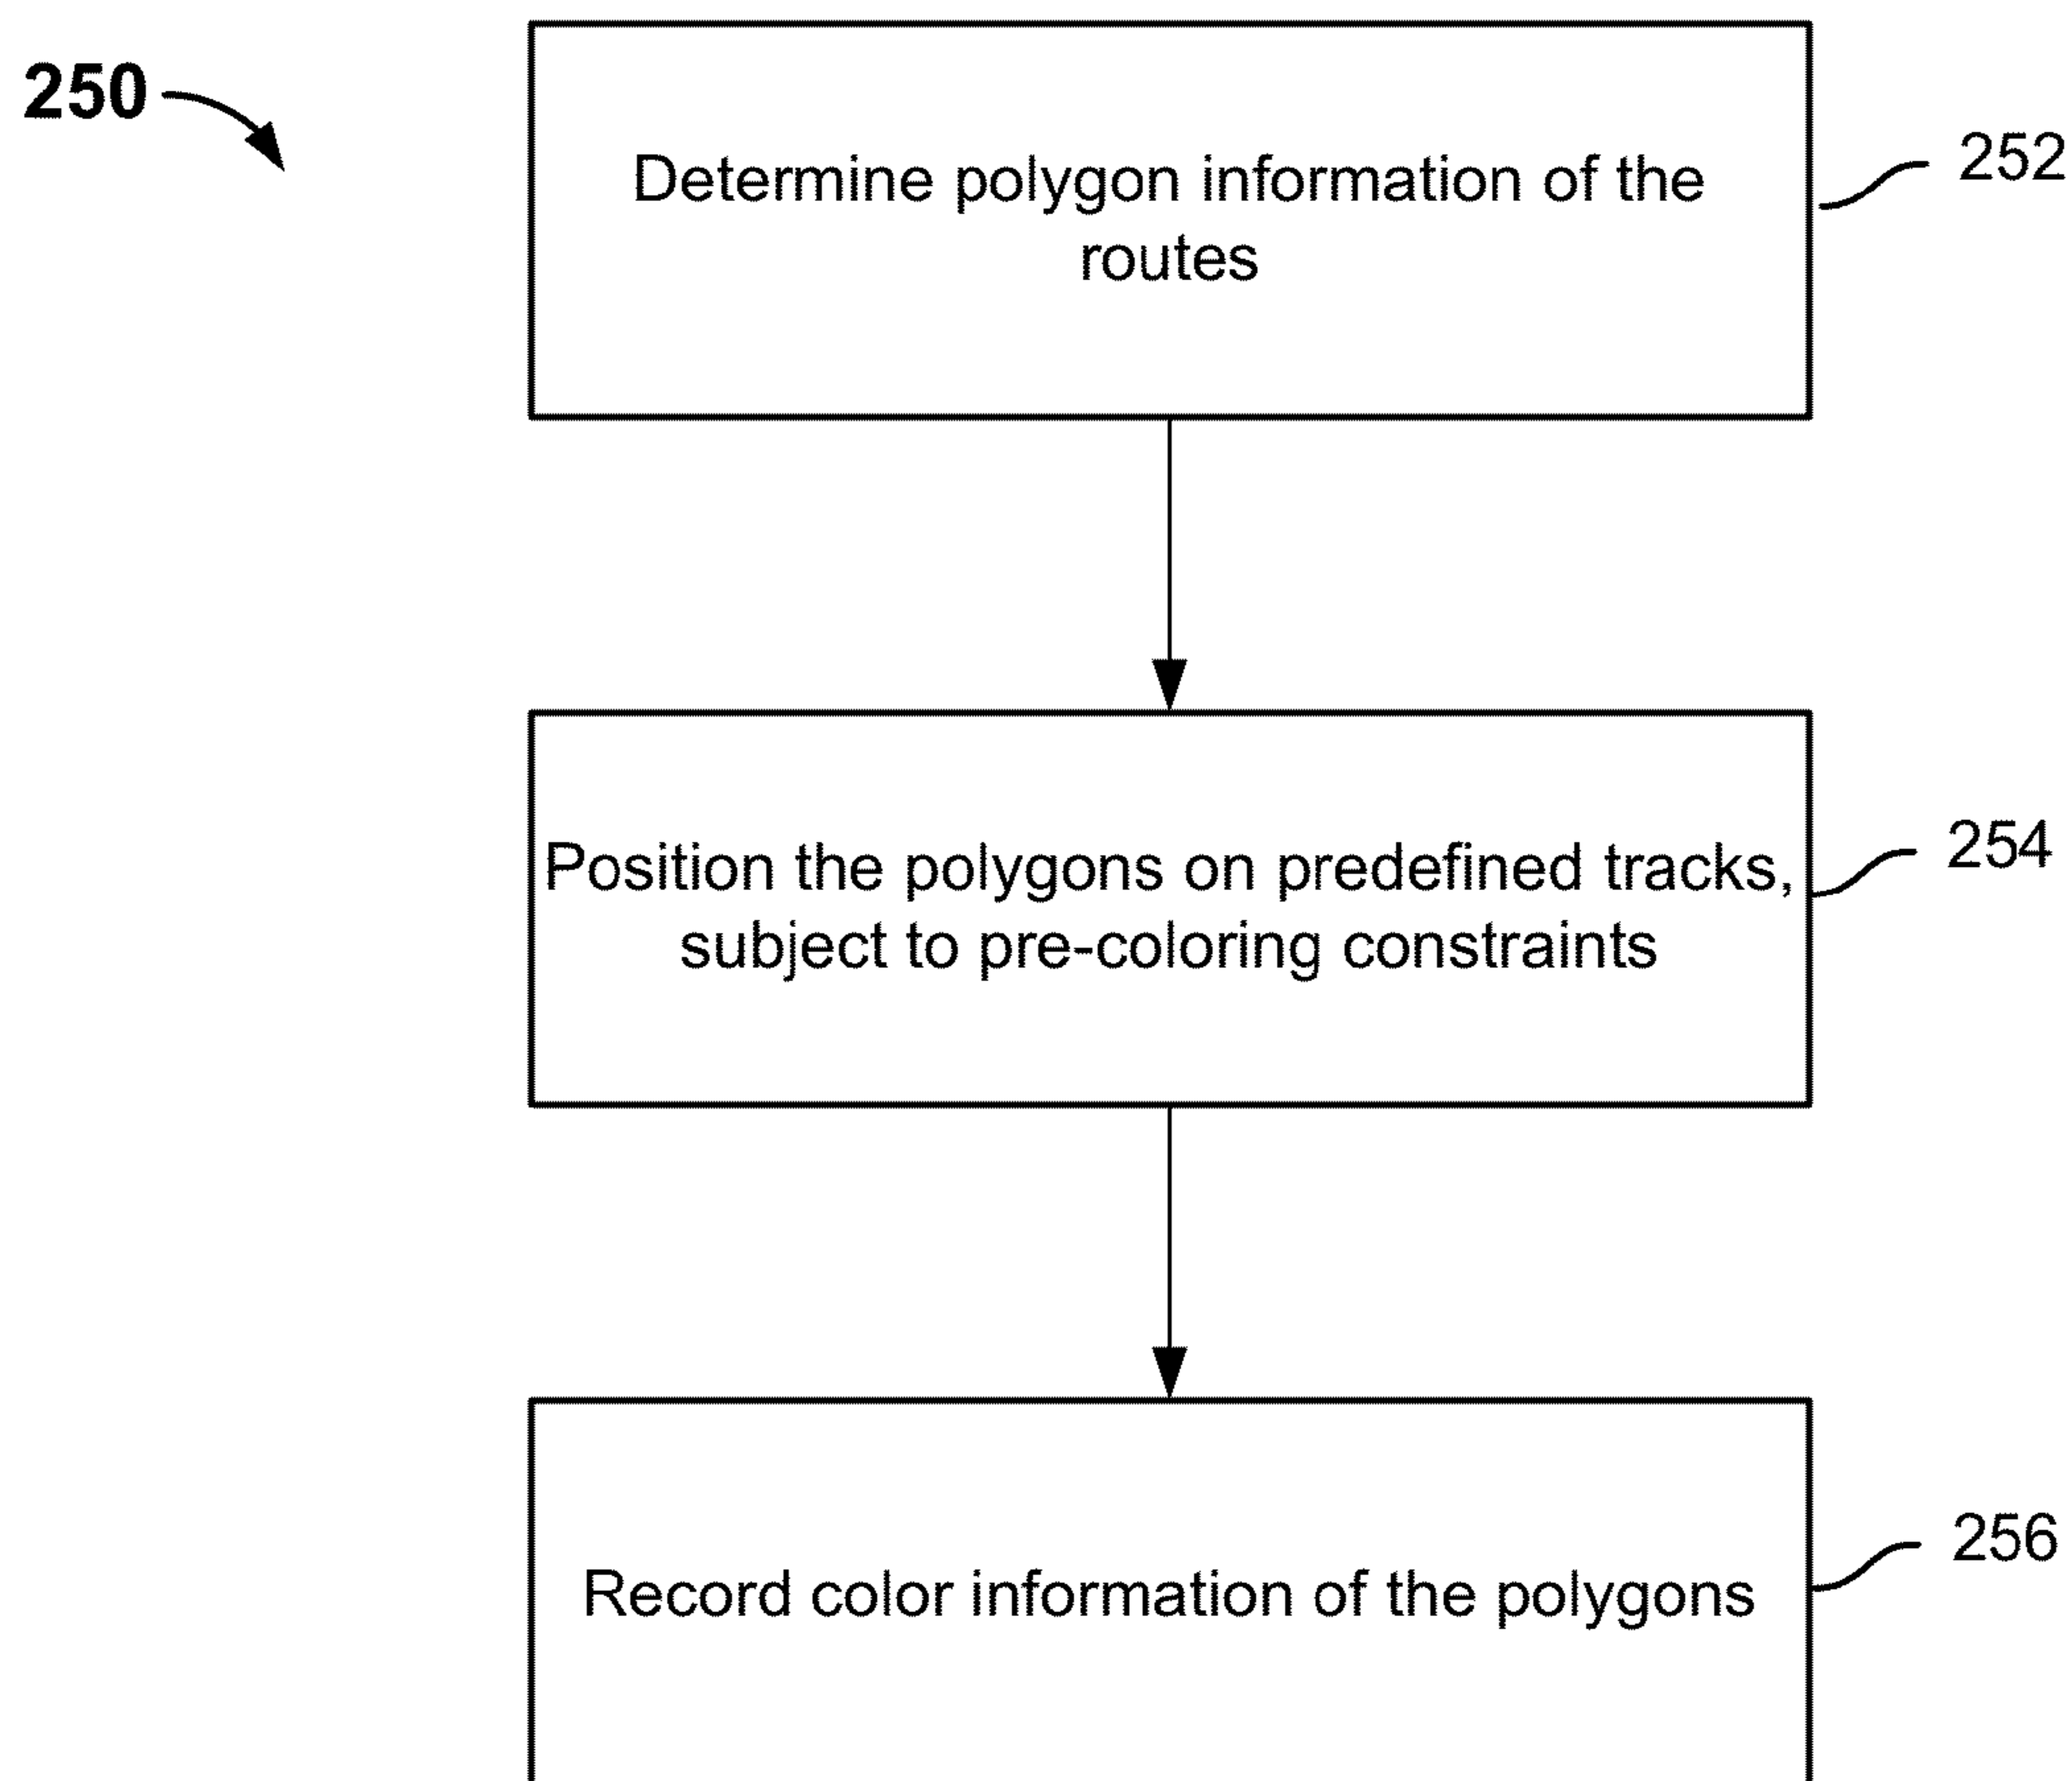 250
Determine polygon information of the
routes
252
Position the polygons on predefined tracks,
subject to pre-coloring constraints
254
Record color information of the polygons
256